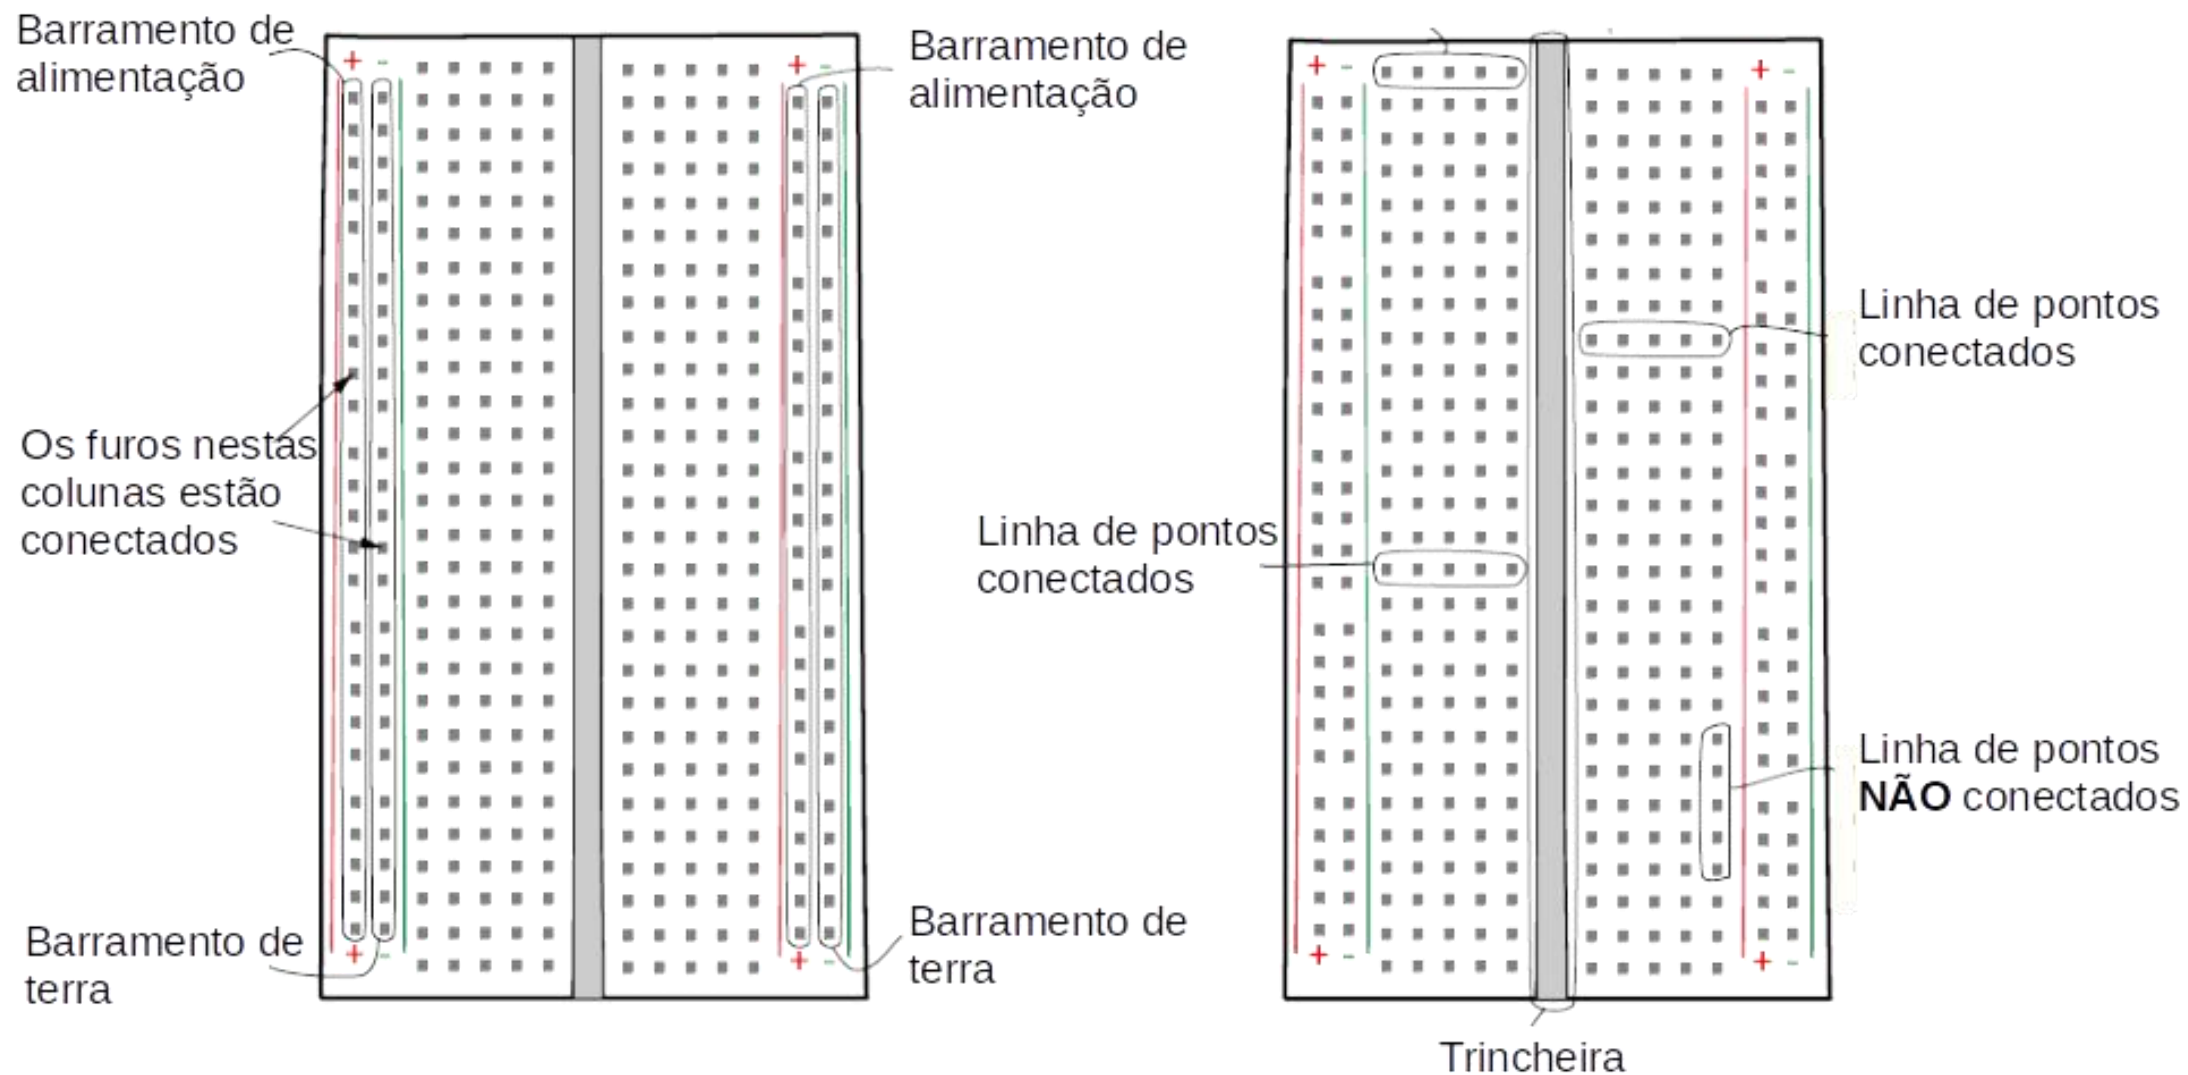 Barramento de
alimentação
+ -
+ -
Barramento de
alimentação
Os furos nestas
colunas estão
conectados
Barramento de
terra
+ -
+ -
Barramento de
terra
+ -
+ -
Linha de pontos
conectados
Linha de pontos
conectados
Linha de pontos
NÃO conectados
+ -
+ -
Trincheira